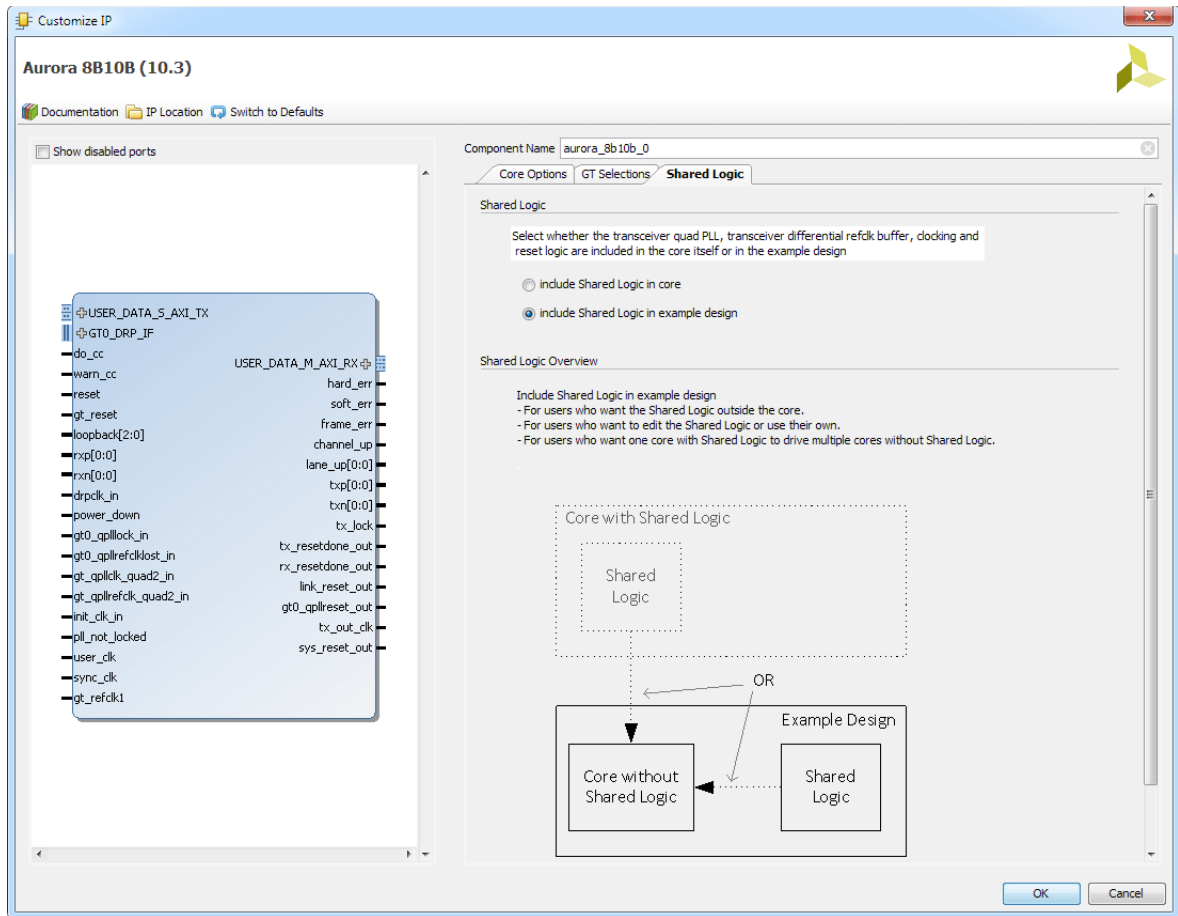 Customize IP
Aurora 8B10B (10.3)
Documentation IP Location Switch to Defaults
Show disabled ports
USER_DATA_S_AXI_TX
GT0_DRP_IF
do_cc
warn_cc
reset
gt_reset
loopback[2:0]
rxp[0:0]
rxn[0:0]
drpclk_in
power_down
gt0_qplllock_in
gt0_qpllrefclklost_in
gt_qpllclk_quad2_in
gt_qpllrefclk_quad2_in
init_clk_in
pll_not_locked
user_clk
sync_clk
gt_refclk1
USER_DATA_M_AXI_RX
hard_err
soft_err
frame_err
channel_up
lane_up[0:0]
txp[0:0]
txn[0:0]
tx_lock
tx_resetdone_out
rx_resetdone_out
link_reset_out
gt0_qpllreset_out
tx_out_clk
sys_reset_out
Component Name aurora_8b10b_0
Core Options GT Selections Shared Logic
Shared Logic
Select whether the transceiver quad PLL, transceiver differential refclk buffer, clocking and
reset logic are included in the core itself or in the example design
include Shared Logic in core
include Shared Logic in example design
Shared Logic Overview
Include Shared Logic in example design
- For users who want the Shared Logic outside the core.
- For users who want to edit the Shared Logic or use their own.
- For users who want one core with Shared Logic to drive multiple cores without Shared Logic.
Core with Shared Logic
Shared
Logic
OR
Example Design
Core without
Shared Logic
Shared
Logic
OK Cancel